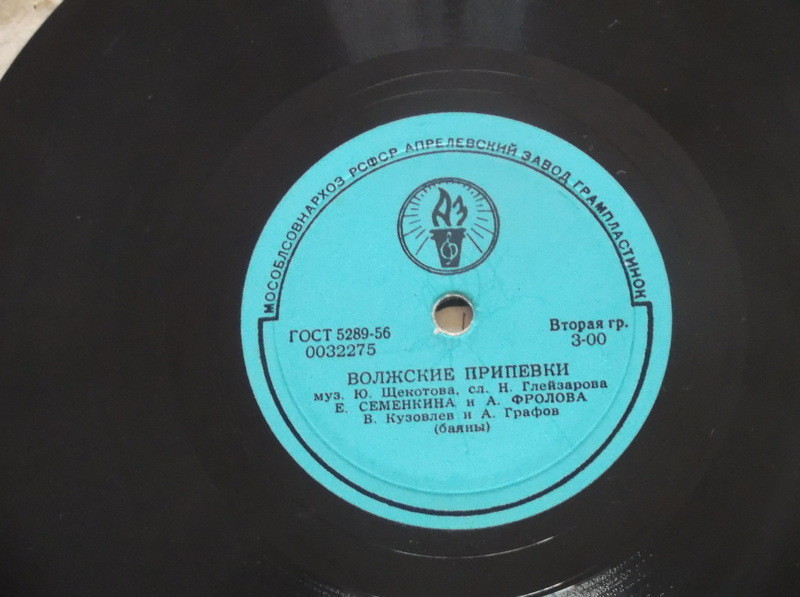 МОСОБЛСОВНАРХОЗ РСФСР АПРЕЛЕВСКИЙ ЗАВОД ГРАМПЛАСТИНОК
АЗ
ГОСТ 5289-56
0032275
Вторая гр.
3-00
ВОЛЖСКИЕ ПРИПЕВКИ
муз. Ю. Щекотова, сл. Н. Глейзарова
Е. СЕМЕНКИНА и А. ФРОЛОВА
В. Кузовлев и А. Графов
(баяны)